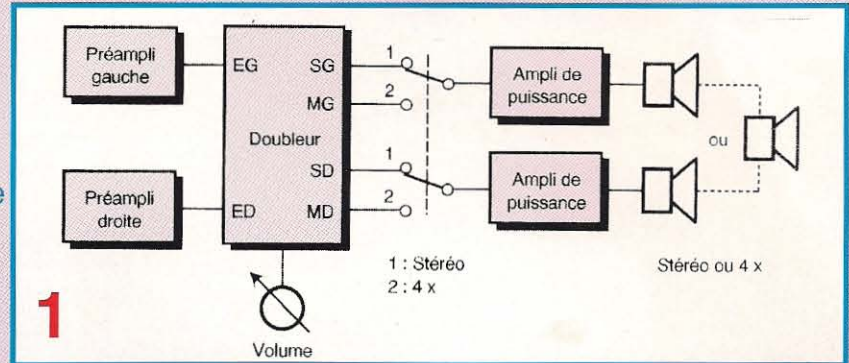 Préampli
gauche
Préampli
droite
EG
SG
MG
Doubleur
SD
ED
MD
1
2
1
2
Ampli de
puissance
Ampli de
puissance
ou
1 : Stéréo
2 : 4 x
Stéréo ou 4 x
Volume
1
e